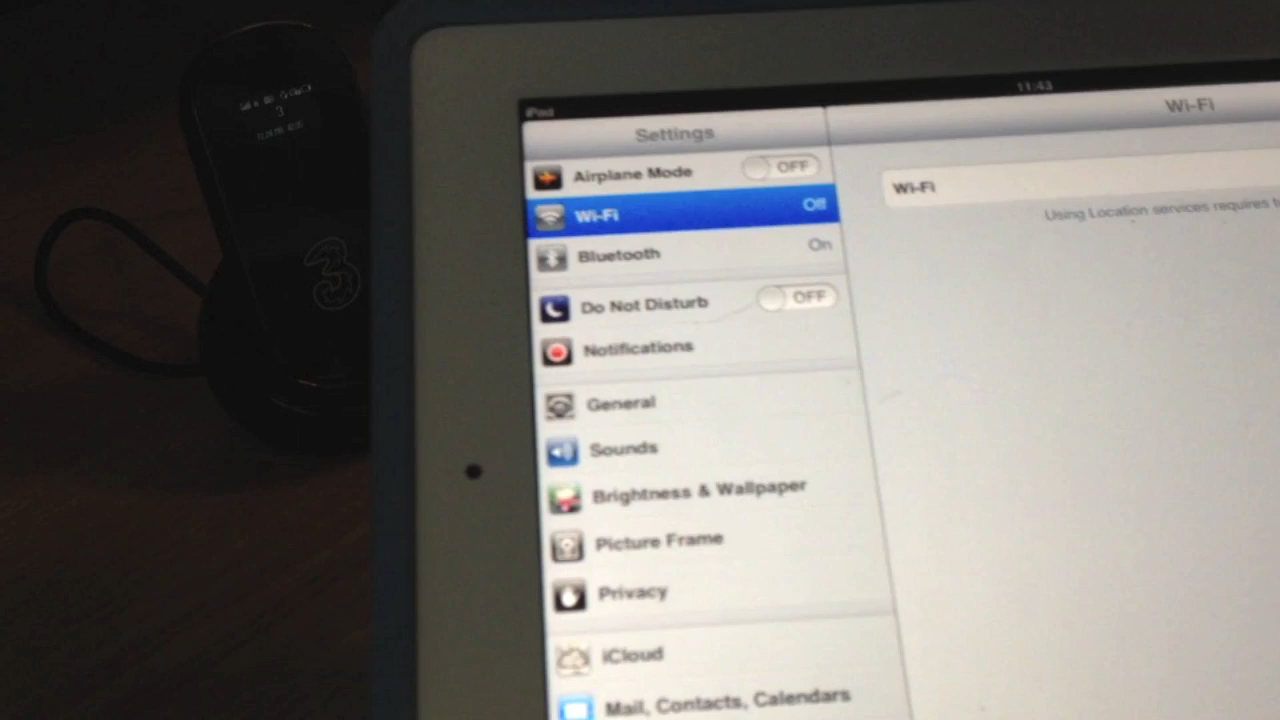 3
3
iPad
11:43
Settings
Wi-Fi
Airplane Mode OFF
Wi-Fi Off
Bluetooth On
Do Not Disturb OFF
Notifications
General
Sounds
Brightness & Wallpaper
Picture Frame
Privacy
iCloud
Mail, Contacts, Calendars
Wi-Fi
Using Location services requires